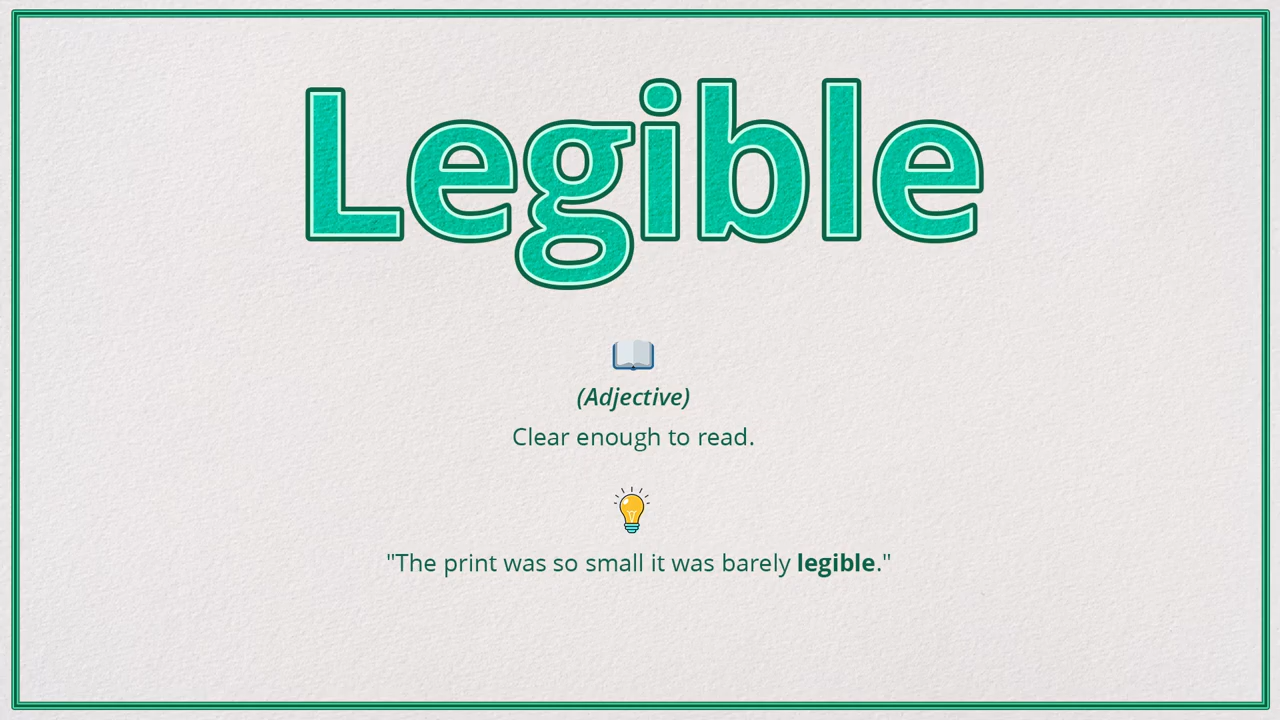 Legible
(Adjective)
Clear enough to read.
"The print was so small it was barely legible."